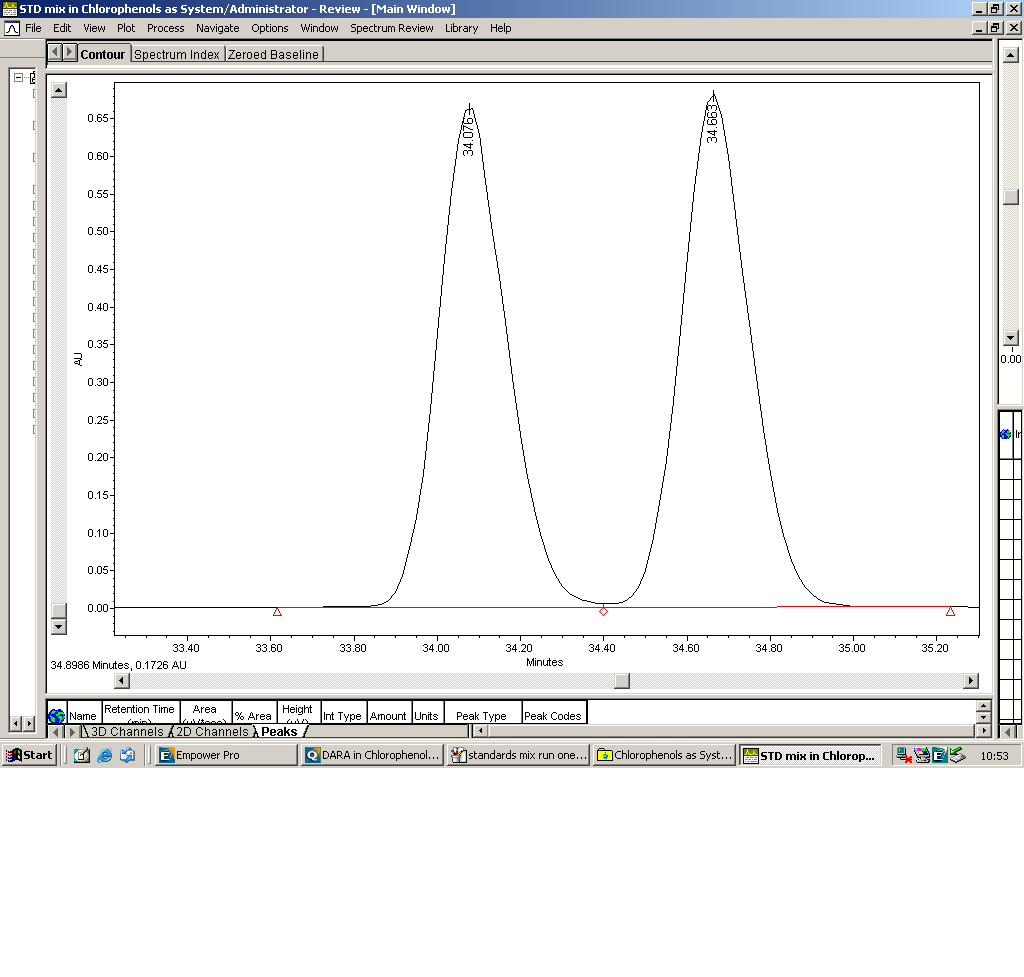 STD mix in Chlorophenols as System/Administrator - Review - [Main Window]
File Edit View Plot Process Navigate Options Window Spectrum Review Library Help
Contour Spectrum Index Zeroed Baseline
34.076
34.663
0.65
0.60
0.55
0.50
0.45
0.40
0.35
0.30
0.25
0.20
0.15
0.10
0.05
0.00
AU
0.00
33.40 33.60 33.80 34.00 34.20 34.40 34.60 34.80 35.00 35.20
Minutes
34.8986 Minutes, 0.1726 AU
Name Retention Time (min) Area % Area Height Int Type Amount Units Peak Type Peak Codes
3D Channels 2D Channels Peaks
Start Empower Pro DARA in Chlorophenol... standards mix run one... Chlorophenols as Syst... STD mix in Chlorop... 10:53